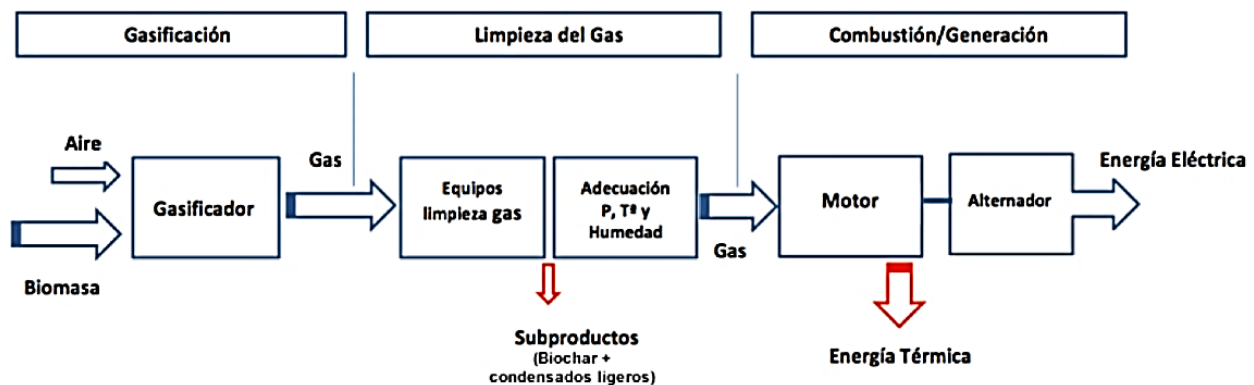 Gasificación
Limpieza del Gas
Combustión/Generación
Aire
Biomasa
Gasificador
Gas
Equipos
limpieza gas
Adecuación
P, Tª y
Humedad
Gas
Motor
Alternador
Energía Eléctrica
Subproductos
(Biochar +
condensados ligeros)
Energía Térmica